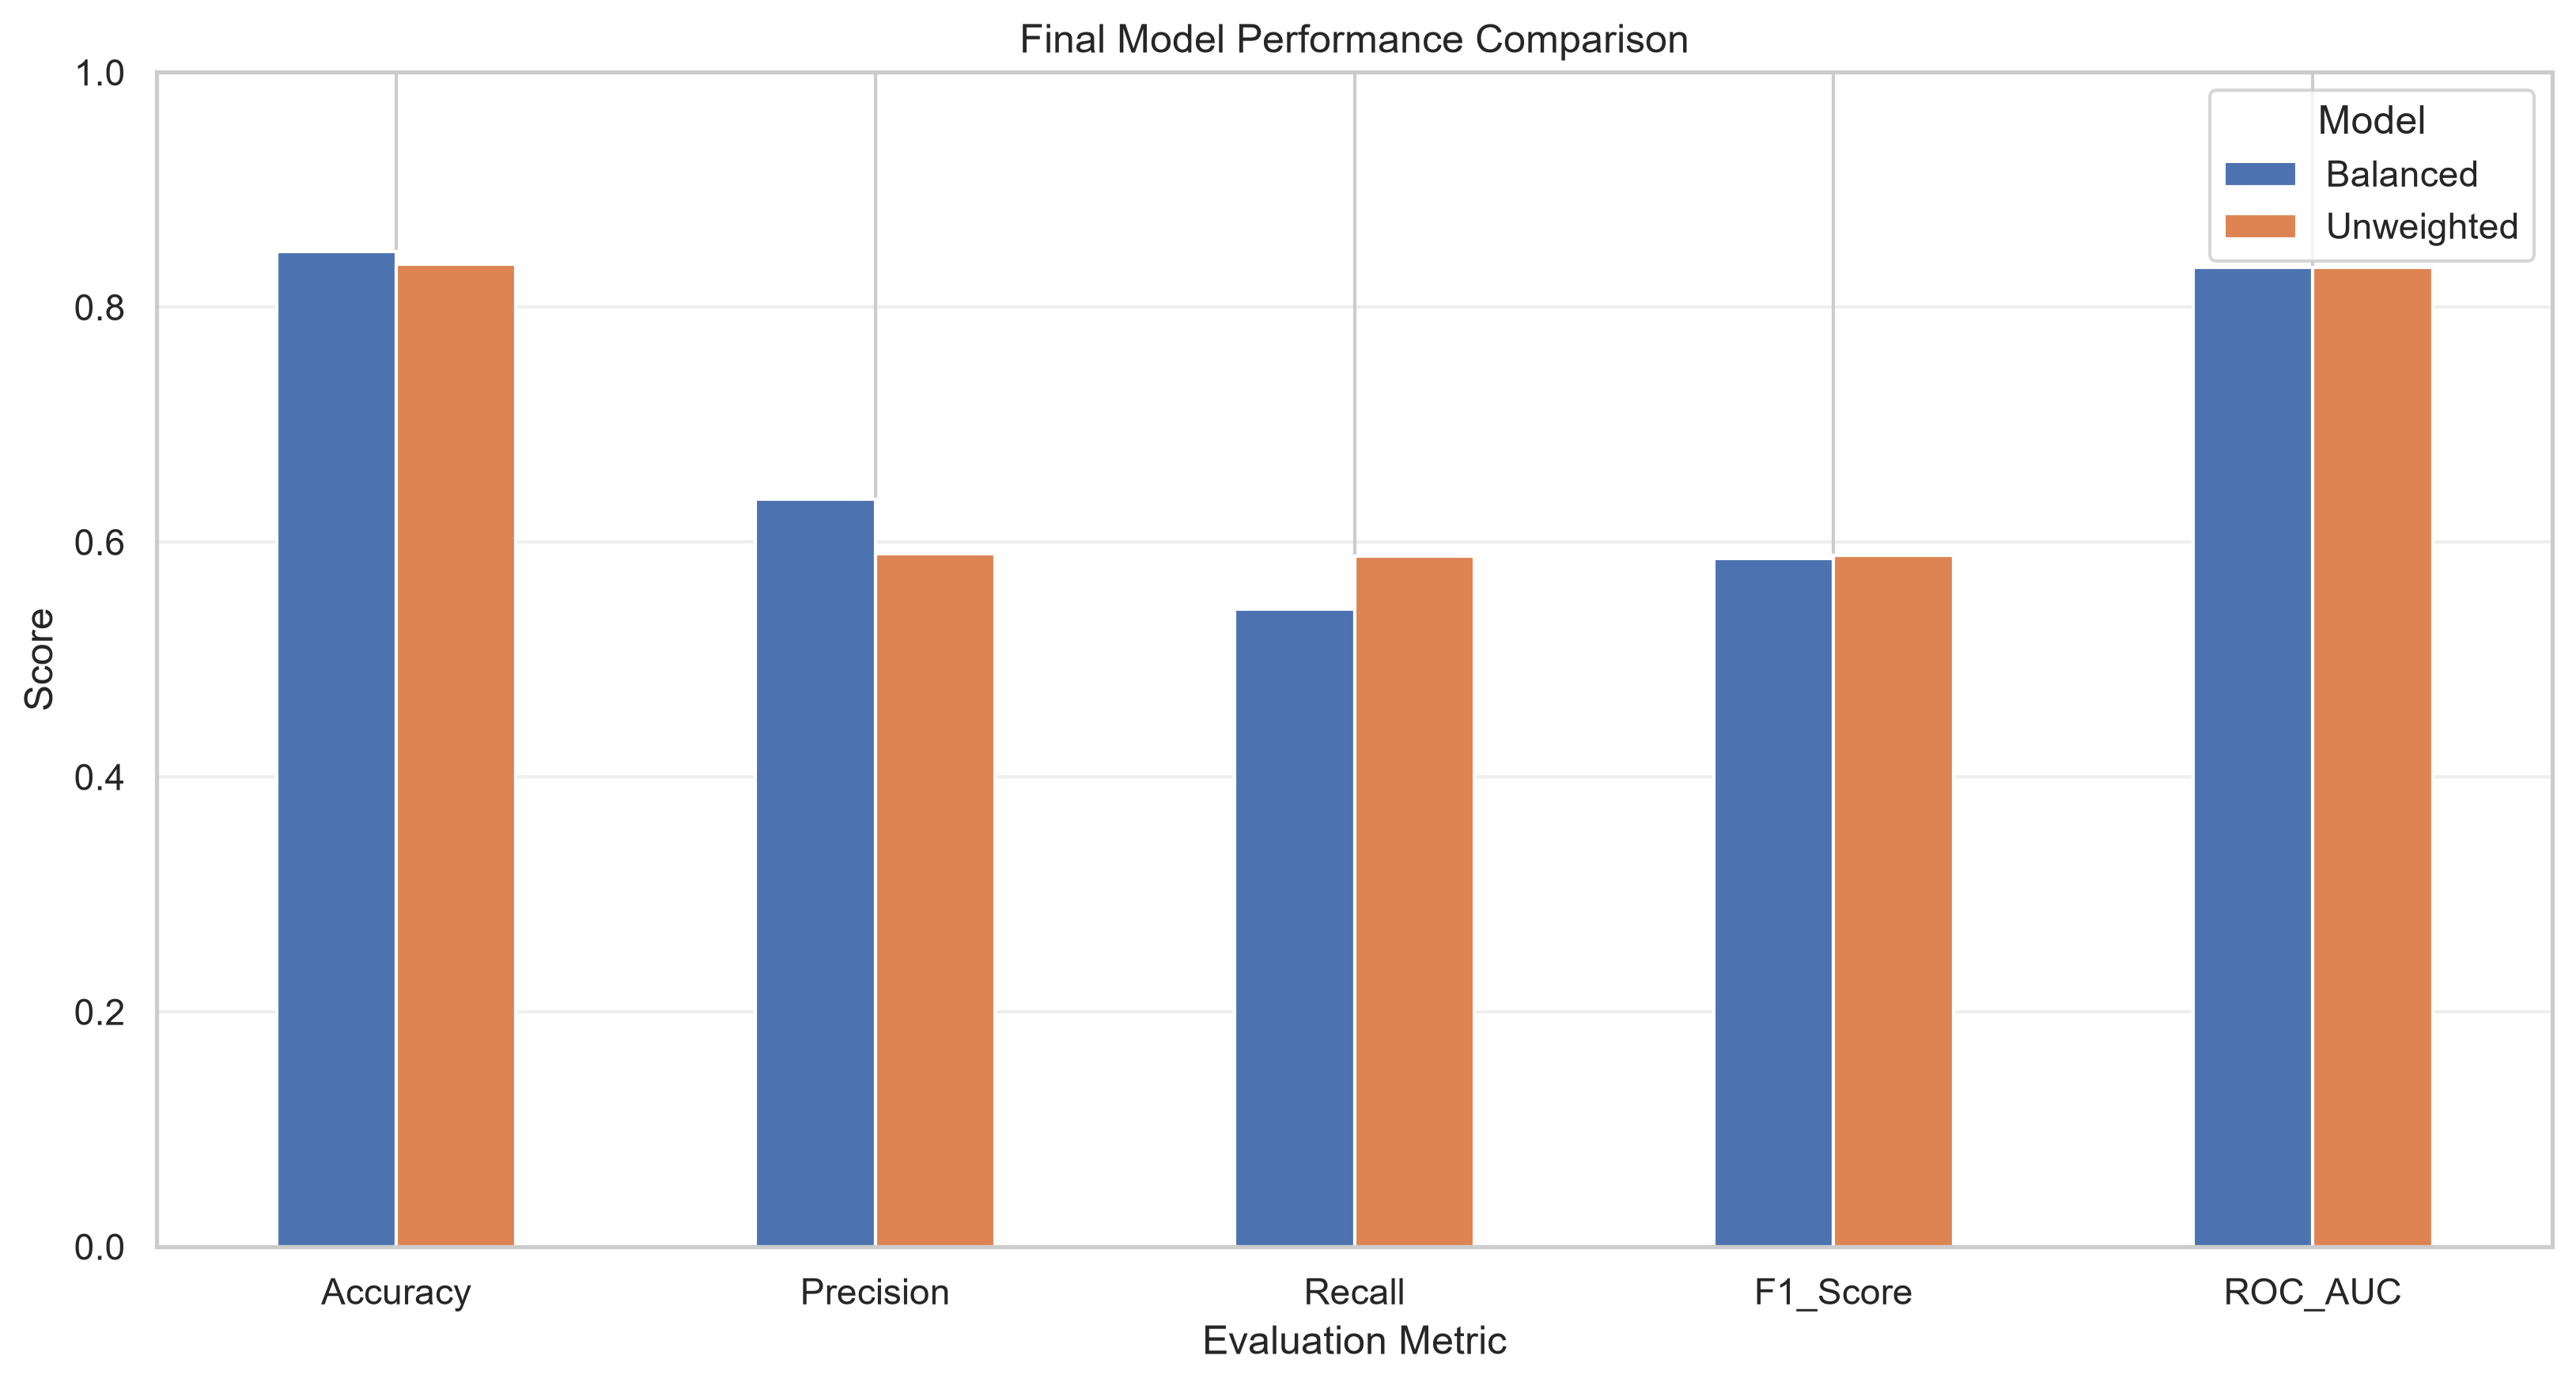 Final Model Performance Comparison
1.0
0.8
0.6
0.4
0.2
0.0
Score
Model
Balanced
Unweighted
Accuracy
Precision
Recall
F1_Score
ROC_AUC
Evaluation Metric